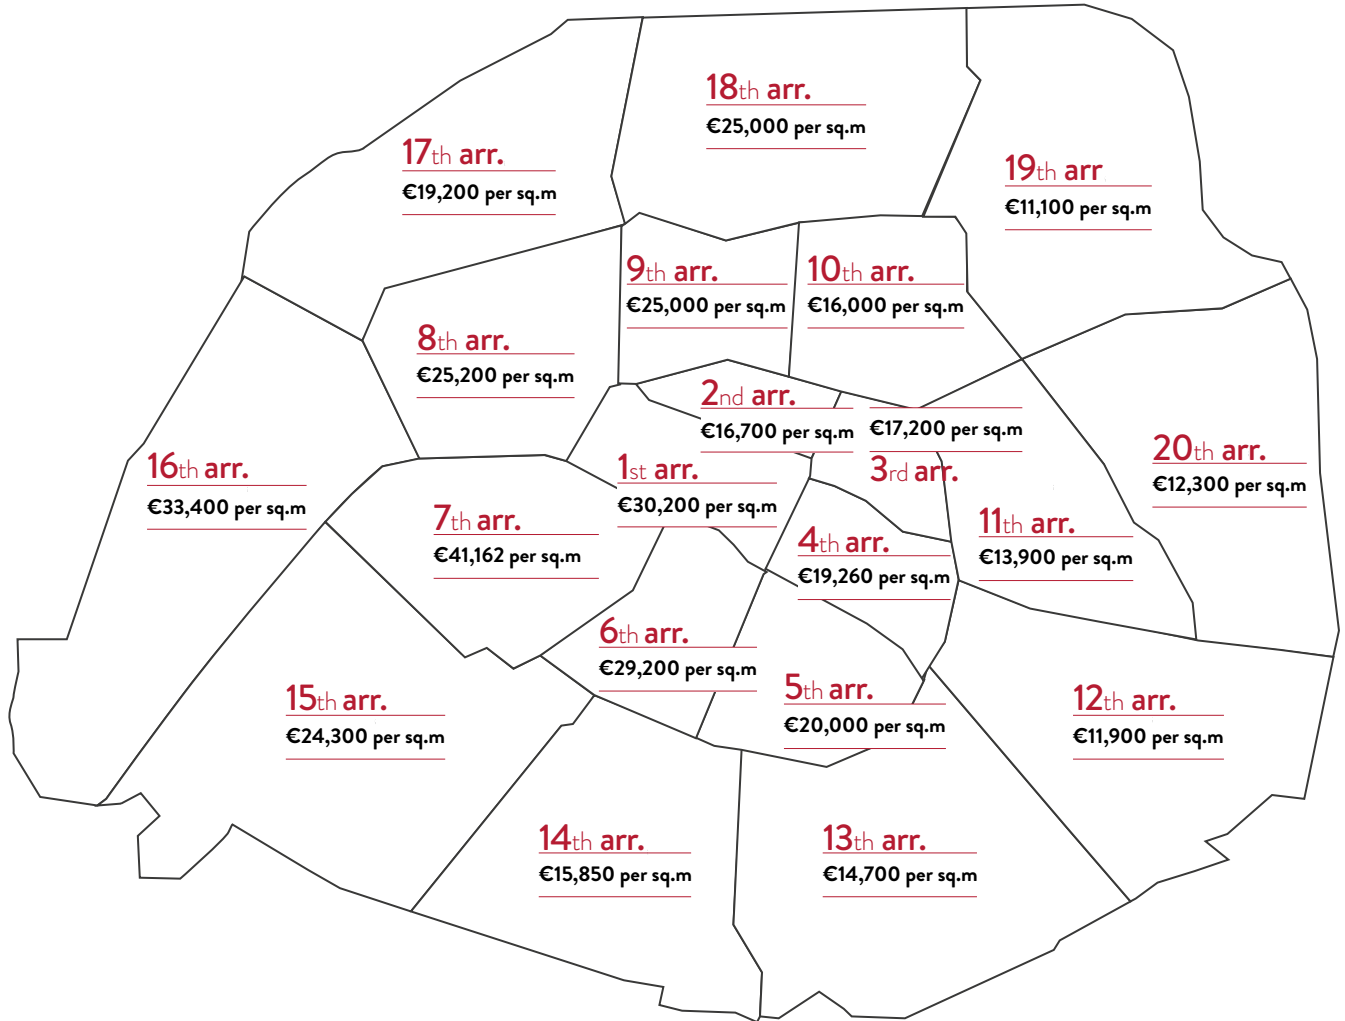 18th arr.
€25,000 per sq.m
17th arr.
€19,200 per sq.m
19th arr
€11,100 per sq.m
9th arr.
€25,000 per sq.m
10th arr.
€16,000 per sq.m
8th arr.
€25,200 per sq.m
2nd arr.
€16,700 per sq.m
€17,200 per sq.m
3rd arr.
20th arr.
€12,300 per sq.m
16th arr.
€33,400 per sq.m
1st arr.
€30,200 per sq.m
7th arr.
€41,162 per sq.m
4th arr.
€19,260 per sq.m
11th arr.
€13,900 per sq.m
6th arr.
€29,200 per sq.m
5th arr.
€20,000 per sq.m
15th arr.
€24,300 per sq.m
12th arr.
€11,900 per sq.m
14th arr.
€15,850 per sq.m
13th arr.
€14,700 per sq.m